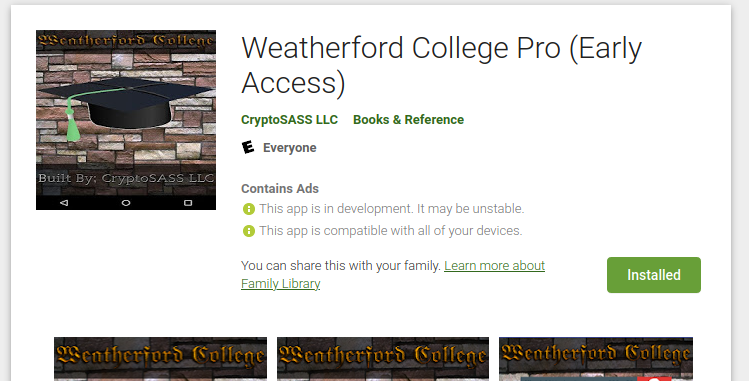 Weatherford College
Built By: CryptoSASS LLC
Weatherford College Pro (Early
Access)
CryptoSASS LLC Books & Reference
E Everyone
Contains Ads
This app is in development. It may be unstable.
This app is compatible with all of your devices.
You can share this with your family. Learn more about
Family Library
Installed
Weatherford College Weatherford College Weatherford College